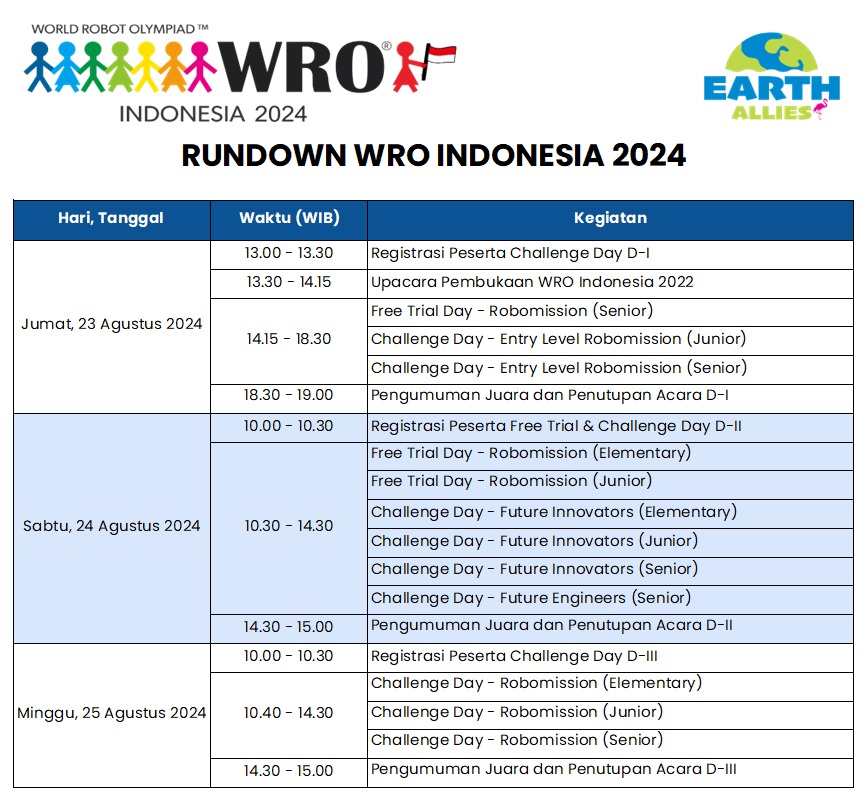 WORLD ROBOT OLYMPIAD™
WRO®
INDONESIA 2024
EARTH
ALLIES
RUNDOWN WRO INDONESIA 2024
Hari, Tanggal Waktu (WIB) Kegiatan
Jumat, 23 Agustus 2024
13.00 - 13.30 Registrasi Peserta Challenge Day D-I
13.30 - 14.15 Upacara Pembukaan WRO Indonesia 2022
14.15 - 18.30
Free Trial Day - Robomission (Senior)
Challenge Day - Entry Level Robomission (Junior)
Challenge Day - Entry Level Robomission (Senior)
18.30 - 19.00 Pengumuman Juara dan Penutupan Acara D-I
Sabtu, 24 Agustus 2024
10.00 - 10.30 Registrasi Peserta Free Trial & Challenge Day D-II
10.30 - 14.30
Free Trial Day - Robomission (Elementary)
Free Trial Day - Robomission (Junior)
Challenge Day - Future Innovators (Elementary)
Challenge Day - Future Innovators (Junior)
Challenge Day - Future Innovators (Senior)
Challenge Day - Future Engineers (Senior)
14.30 - 15.00 Pengumuman Juara dan Penutupan Acara D-II
Minggu, 25 Agustus 2024
10.00 - 10.30 Registrasi Peserta Challenge Day D-III
10.40 - 14.30
Challenge Day - Robomission (Elementary)
Challenge Day - Robomission (Junior)
Challenge Day - Robomission (Senior)
14.30 - 15.00 Pengumuman Juara dan Penutupan Acara D-III